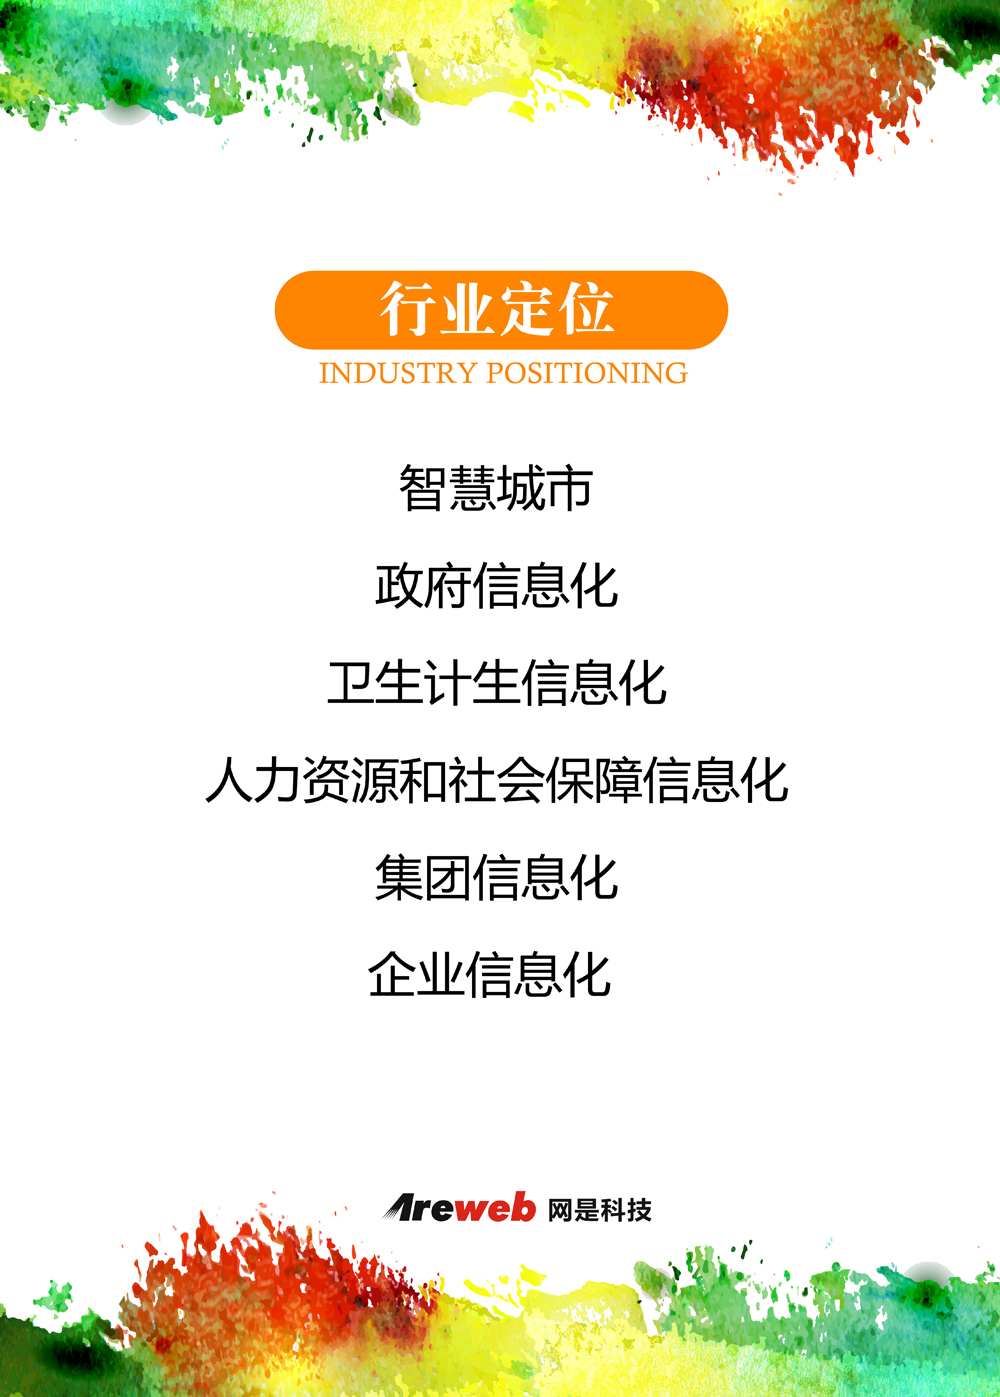 行业定位
INDUSTRY POSITIONING
智慧城市
政府信息化
卫生计生信息化
人力资源和社会保障信息化
集团信息化
企业信息化
Areweb 网是科技